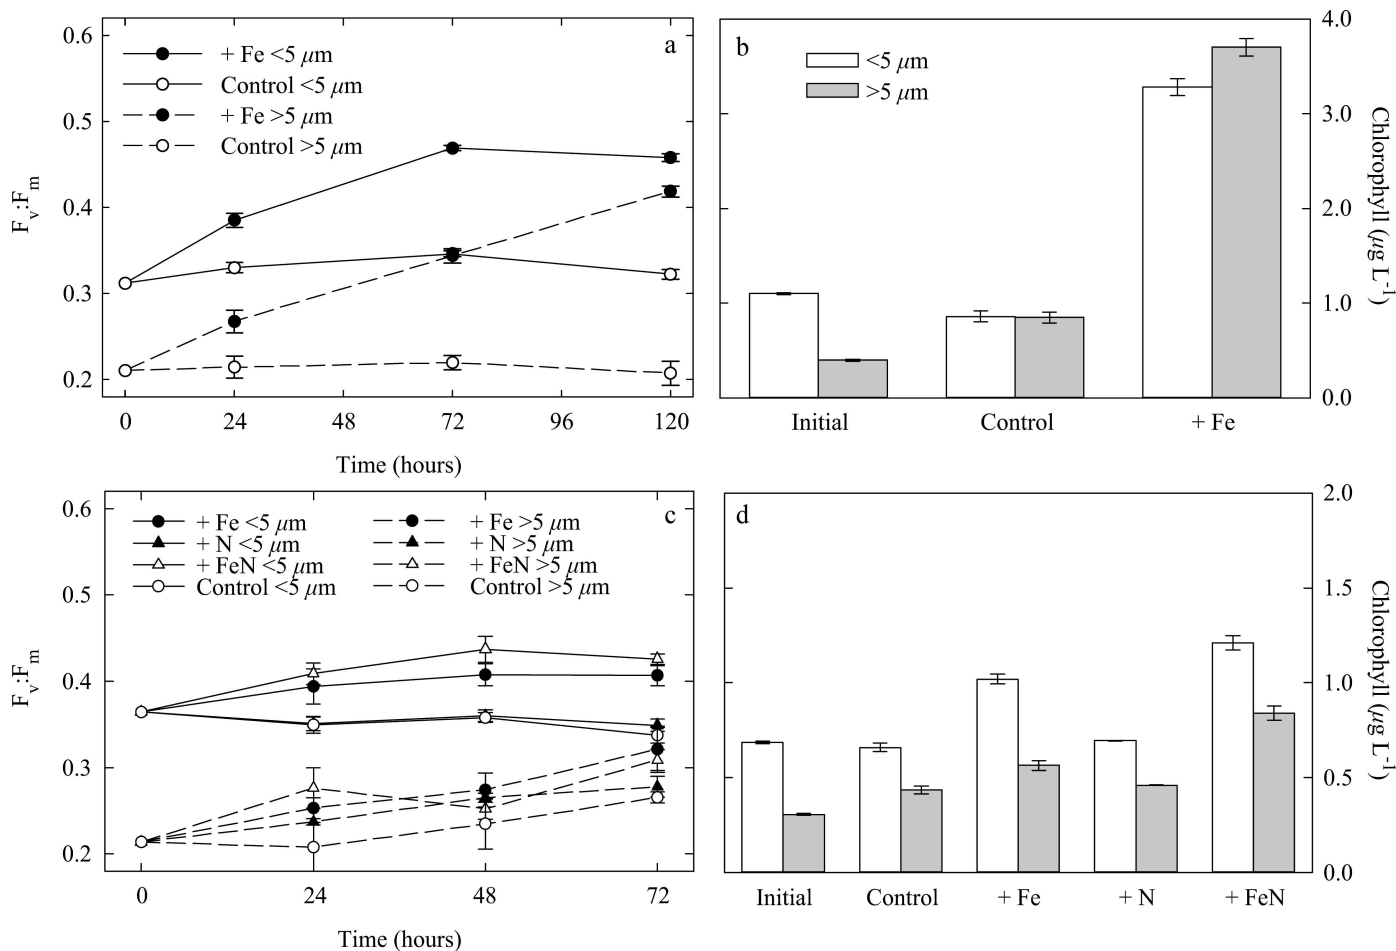 0.6
0.5
0.4
0.3
0.2
Fv:Fm
a
+ Fe <5 μm
Control <5 μm
+ Fe >5 μm
Control >5 μm
0 24 48 72 96 120
Time (hours)
b
<5 μm
>5 μm
4.0
3.0
2.0
1.0
0.0
Chlorophyll (μg L-1)
Initial Control + Fe
0.6
0.5
0.4
0.3
0.2
Fv:Fm
c
+ Fe <5 μm + Fe >5 μm
+ N <5 μm + N >5 μm
+ FeN <5 μm + FeN >5 μm
Control <5 μm Control >5 μm
0 24 48 72
Time (hours)
d
2.0
1.5
1.0
0.5
0.0
Chlorophyll (μg L-1)
Initial Control + Fe + N + FeN